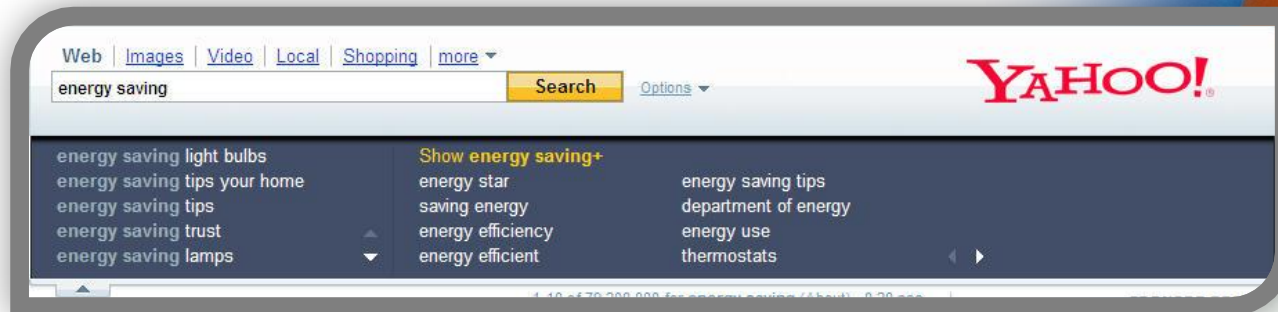 Web | Images | Video | Local | Shopping | more
energy saving
Search
Options
YAHOO!
energy saving light bulbs
energy saving tips your home
energy saving tips
energy saving trust
energy saving lamps
Show energy saving+
energy star
saving energy
energy efficiency
energy efficient
energy saving tips
department of energy
energy use
thermostats